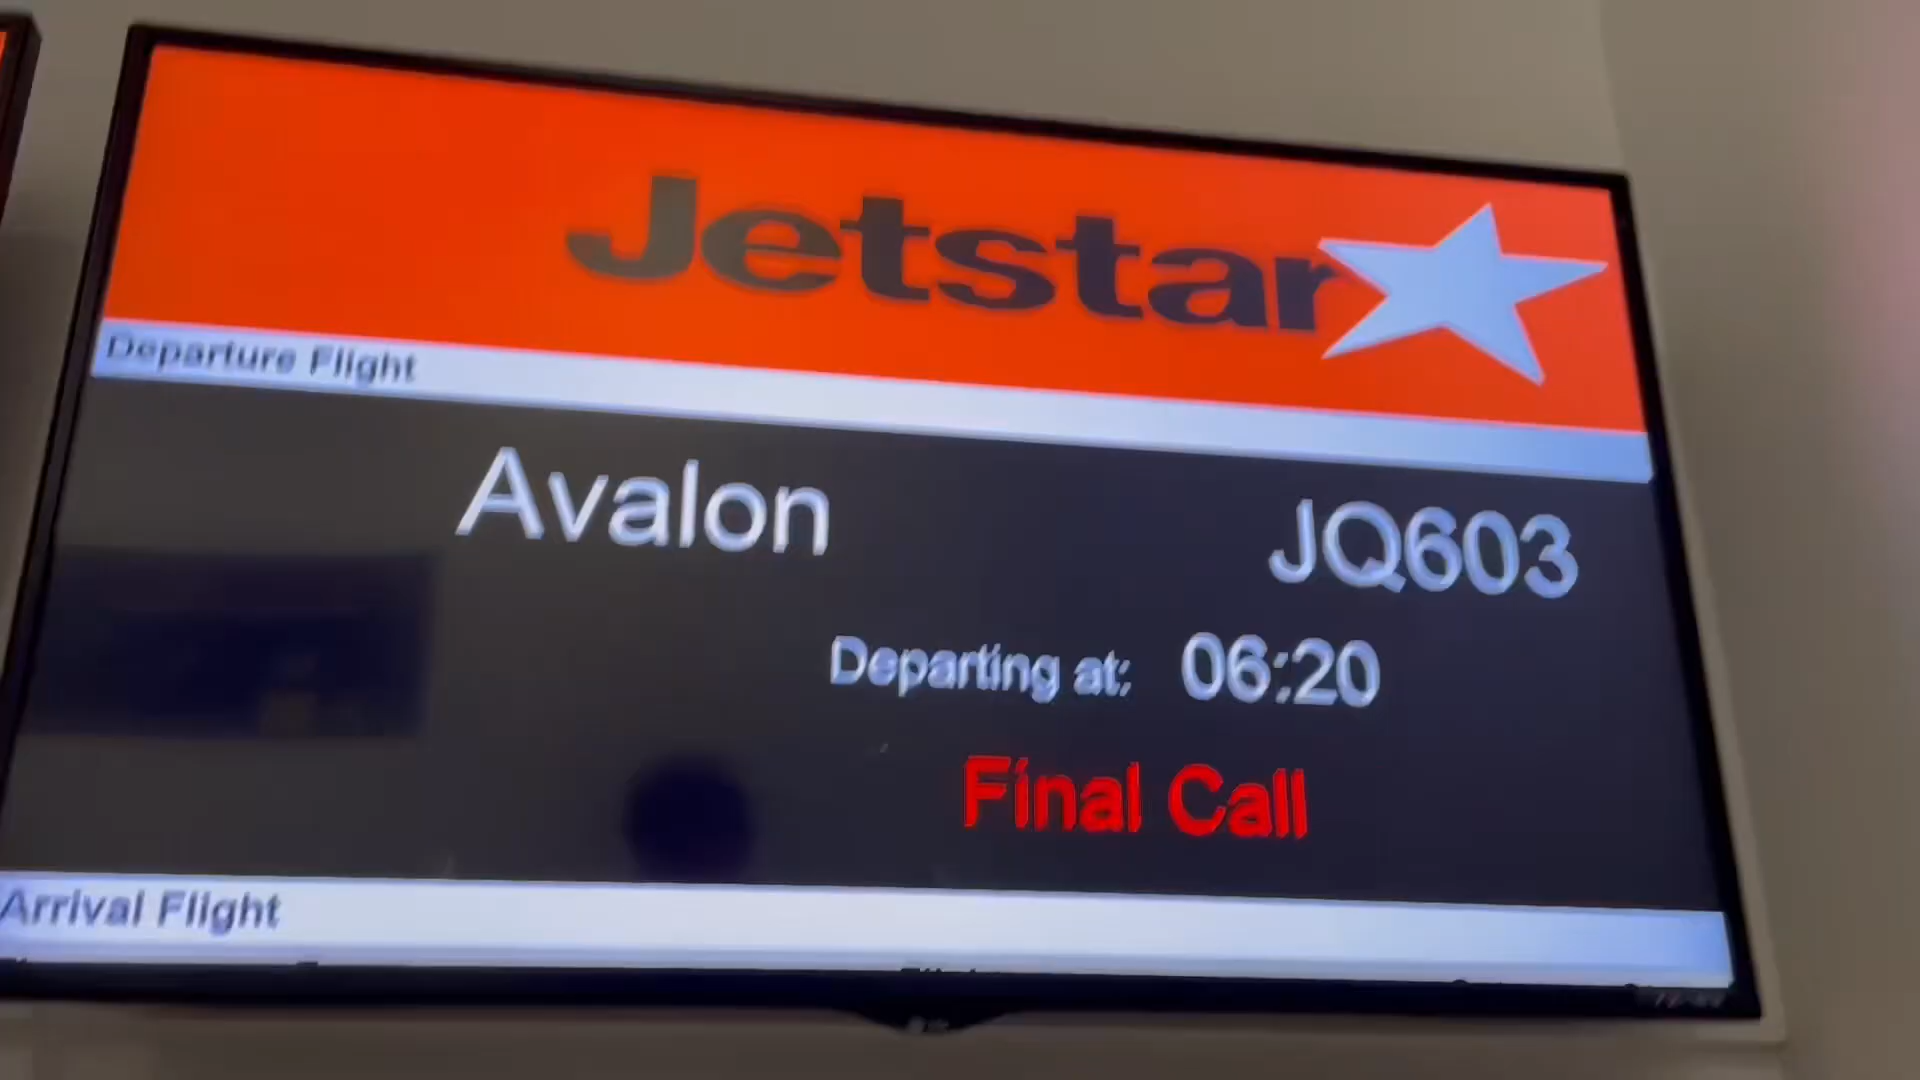 Jetstar
Departure Flight
Avalon JQ603
Departing at: 06:20
Final Call
Arrival Flight